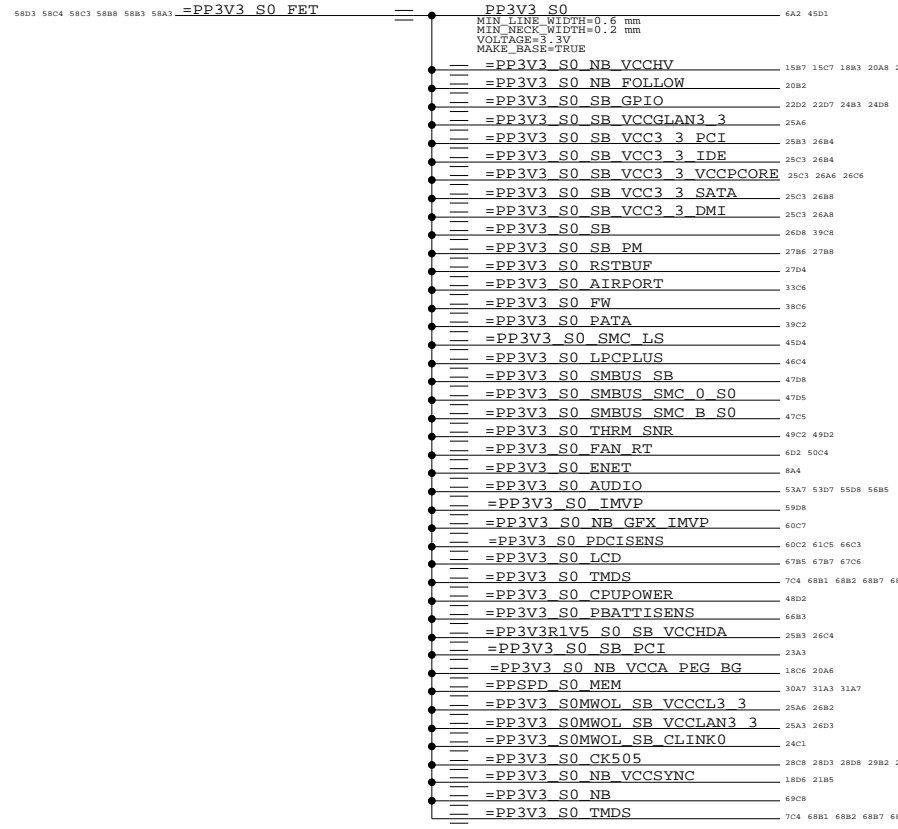 58D3 58C4 58C3 58B8 58B3 58A3 =PP3V3_S0_FET PP3V3_S0 6A2 45D1
MIN_LINE_WIDTH=0.6 mm
MIN_NECK_WIDTH=0.2 mm
VOLTAGE=3.3V
MAKE_BASE=TRUE
=PP3V3_S0_NB_VCCHV 15B7 15C7 18B3 20A8 2
=PP3V3_S0_NB_FOLLOW 20B2
=PP3V3_S0_SB_GPIO 22D2 22D7 24B3 24D8
=PP3V3_S0_SB_VCCGLAN3_3 25A6
=PP3V3_S0_SB_VCC3_3_PCI 25B3 26B4
=PP3V3_S0_SB_VCC3_3_IDE 25C3 26B4
=PP3V3_S0_SB_VCC3_3_VCCPCORE 25C3 26A6 26C6
=PP3V3_S0_SB_VCC3_3_SATA 25C3 26B8
=PP3V3_S0_SB_VCC3_3_DMI 25C3 26A8
=PP3V3_S0_SB 26D8 39C8
=PP3V3_S0_SB_PM 27B6 27B8
=PP3V3_S0_RSTBUF 27D4
=PP3V3_S0_AIRPORT 33C6
=PP3V3_S0_FW 38C6
=PP3V3_S0_PATA 39C2
=PP3V3_S0_SMC_LS 45D4
=PP3V3_S0_LPCPLUS 46C4
=PP3V3_S0_SMBUS_SB 47D8
=PP3V3_S0_SMBUS_SMC_0_S0 47D5
=PP3V3_S0_SMBUS_SMC_B_S0 47C5
=PP3V3_S0_THRM_SNR 49C2 49D2
=PP3V3_S0_FAN_RT 6D2 50C4
=PP3V3_S0_ENET 8A4
=PP3V3_S0_AUDIO 53A7 53D7 55D8 56B5
=PP3V3_S0_IMVP 59D8
=PP3V3_S0_NB_GFX_IMVP 60C7
=PP3V3_S0_PDCISENS 60C2 61C5 66C3
=PP3V3_S0_LCD 67B5 67B7 67C6
=PP3V3_S0_TMDS 7C4 68B1 68B2 68B7 68
=PP3V3_S0_CPUPOWER 48D2
=PP3V3_S0_PBATTISENS 66B3
=PP3V3R1V5_S0_SB_VCCHDA 25B3 26C4
=PP3V3_S0_SB_PCI 23A3
=PP3V3_S0_NB_VCCA_PEG_BG 18C6 20A6
=PPSPD_S0_MEM 30A7 31A3 31A7
=PP3V3_S0MWOL_SB_VCCCL3_3 25A6 26B2
=PP3V3_S0MWOL_SB_VCCLAN3_3 25A3 26D3
=PP3V3_S0MWOL_SB_CLINK0 24C1
=PP3V3_S0_CK505 28C8 28D3 28D8 29B2 2
=PP3V3_S0_NB_VCCSYNC 18D6 21B5
=PP3V3_S0_NB 69C8
=PP3V3_S0_TMDS 7C4 68B1 68B2 68B7 68